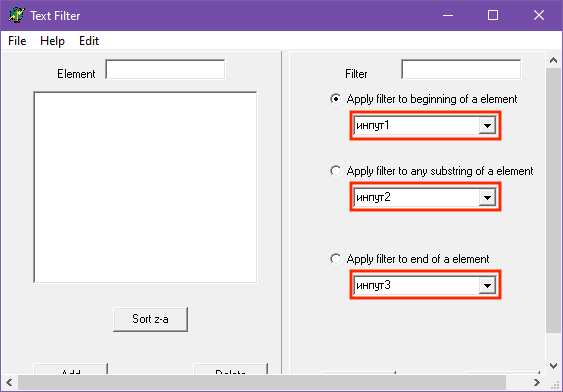 Text Filter
File Help Edit
Element
Filter
Apply filter to beginning of a element
инпут1
Apply filter to any substring of a element
инпут2
Apply filter to end of a element
инпут3
Sort z-a
Add
Delete